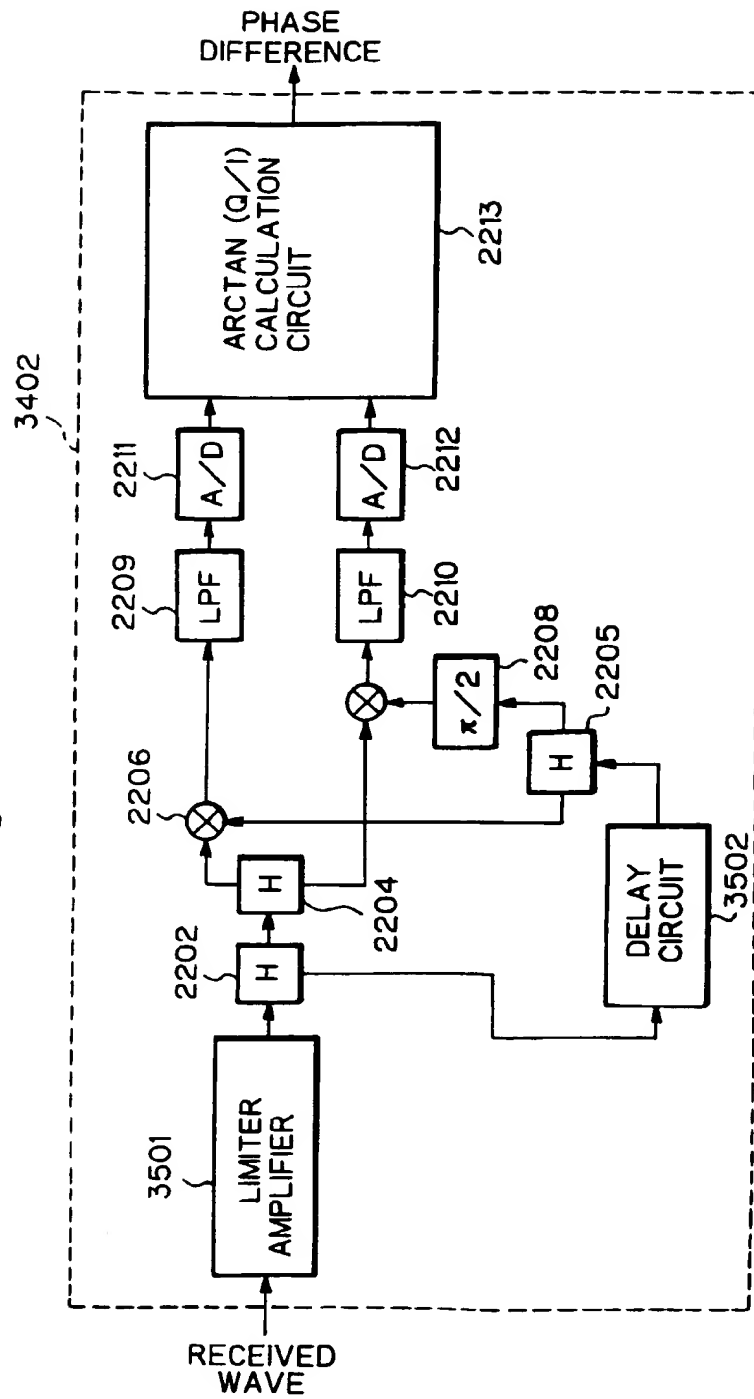 3402
RECEIVED
WAVE
3501
LIMITER
AMPLIFIER
2202
H
H
2204
2206
DELAY
CIRCUIT
3502
H
2205
π/2
2208
2209
LPF
LPF
2210
2211
A/D
A/D
2212
ARCTAN (Q/I)
CALCULATION
CIRCUIT
2213
PHASE
DIFFERENCE